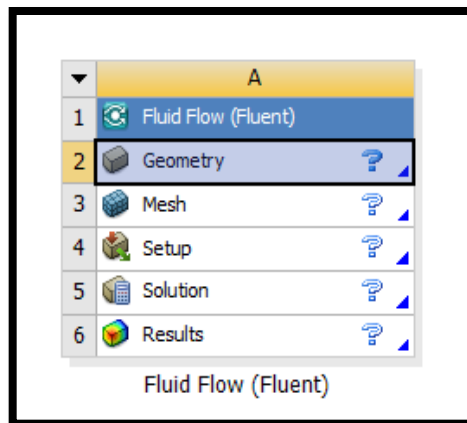 A
1 Fluid Flow (Fluent)
2 Geometry ?
3 Mesh ?
4 Setup ?
5 Solution ?
6 Results ?
Fluid Flow (Fluent)